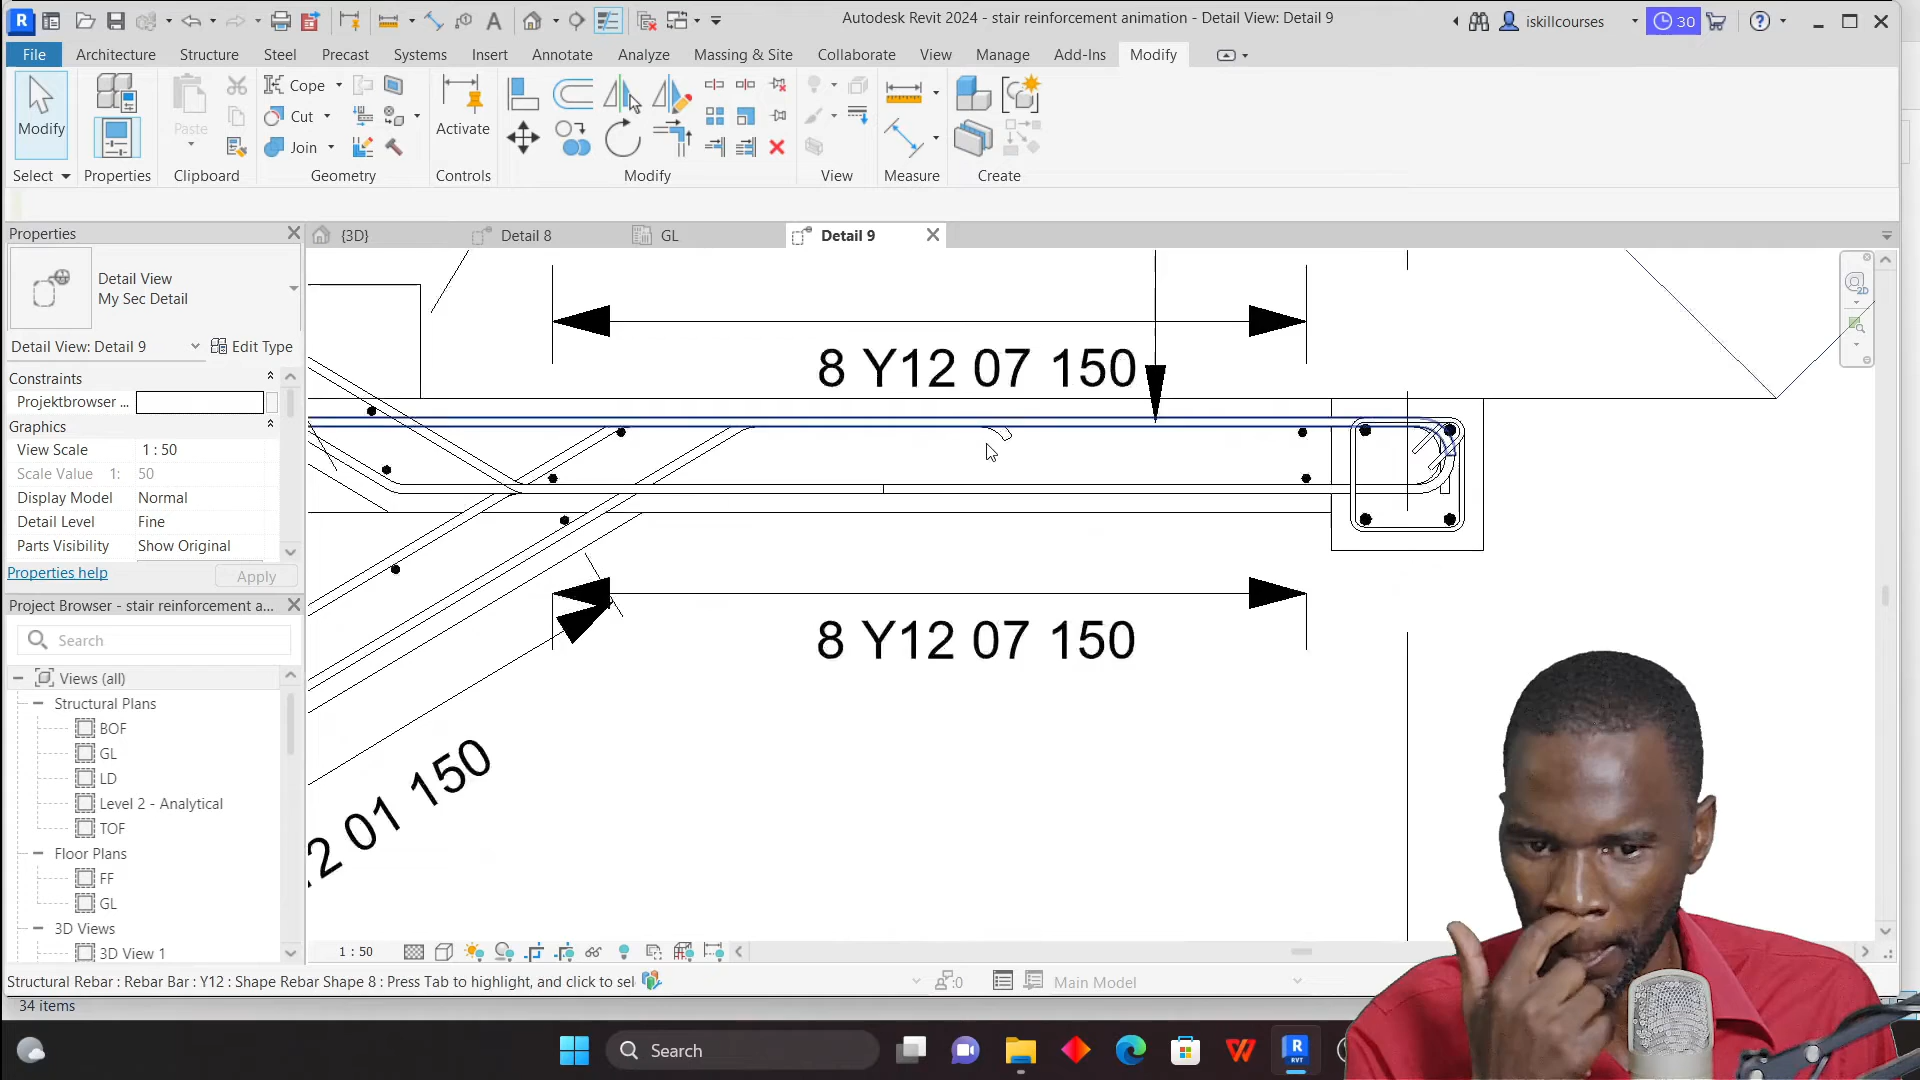 Autodesk Revit 2024 - stair reinforcement animation - Detail View: Detail 9
iskillcourses
30
File Architecture Structure Steel Precast Systems Insert Annotate Analyze Massing & Site Collaborate View Manage Add-Ins Modify
Modify
Paste
Cope
Cut
Join
Activate
Select Properties Clipboard Geometry Controls Modify View Measure Create
Properties
{3D} Detail 8 GL Detail 9
Detail View
My Sec Detail
Detail View: Detail 9 Edit Type
Constraints
Projektbrowser ...
Graphics
View Scale 1 : 50
Scale Value 1: 50
Display Model Normal
Detail Level Fine
Parts Visibility Show Original
Properties help Apply
Project Browser - stair reinforcement a...
Search
Views (all)
Structural Plans
BOF
GL
LD
Level 2 - Analytical
TOF
Floor Plans
FF
GL
3D Views
3D View 1
8 Y12 07 150
8 Y12 07 150
2 01 150
2D
1 : 50
Structural Rebar : Rebar Bar : Y12 : Shape Rebar Shape 8 : Press Tab to highlight, and click to sel
:0
Main Model
34 items
Search